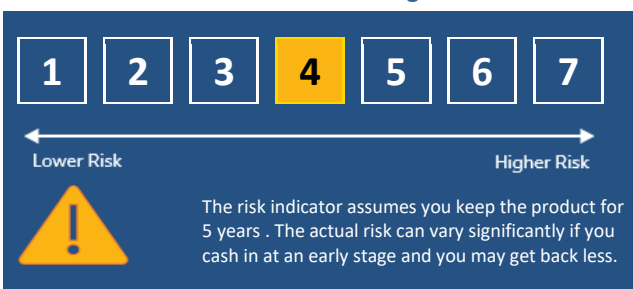 1 2 3 4 5 6 7
Lower Risk Higher Risk
The risk indicator assumes you keep the product for
5 years . The actual risk can vary significantly if you
cash in at an early stage and you may get back less.